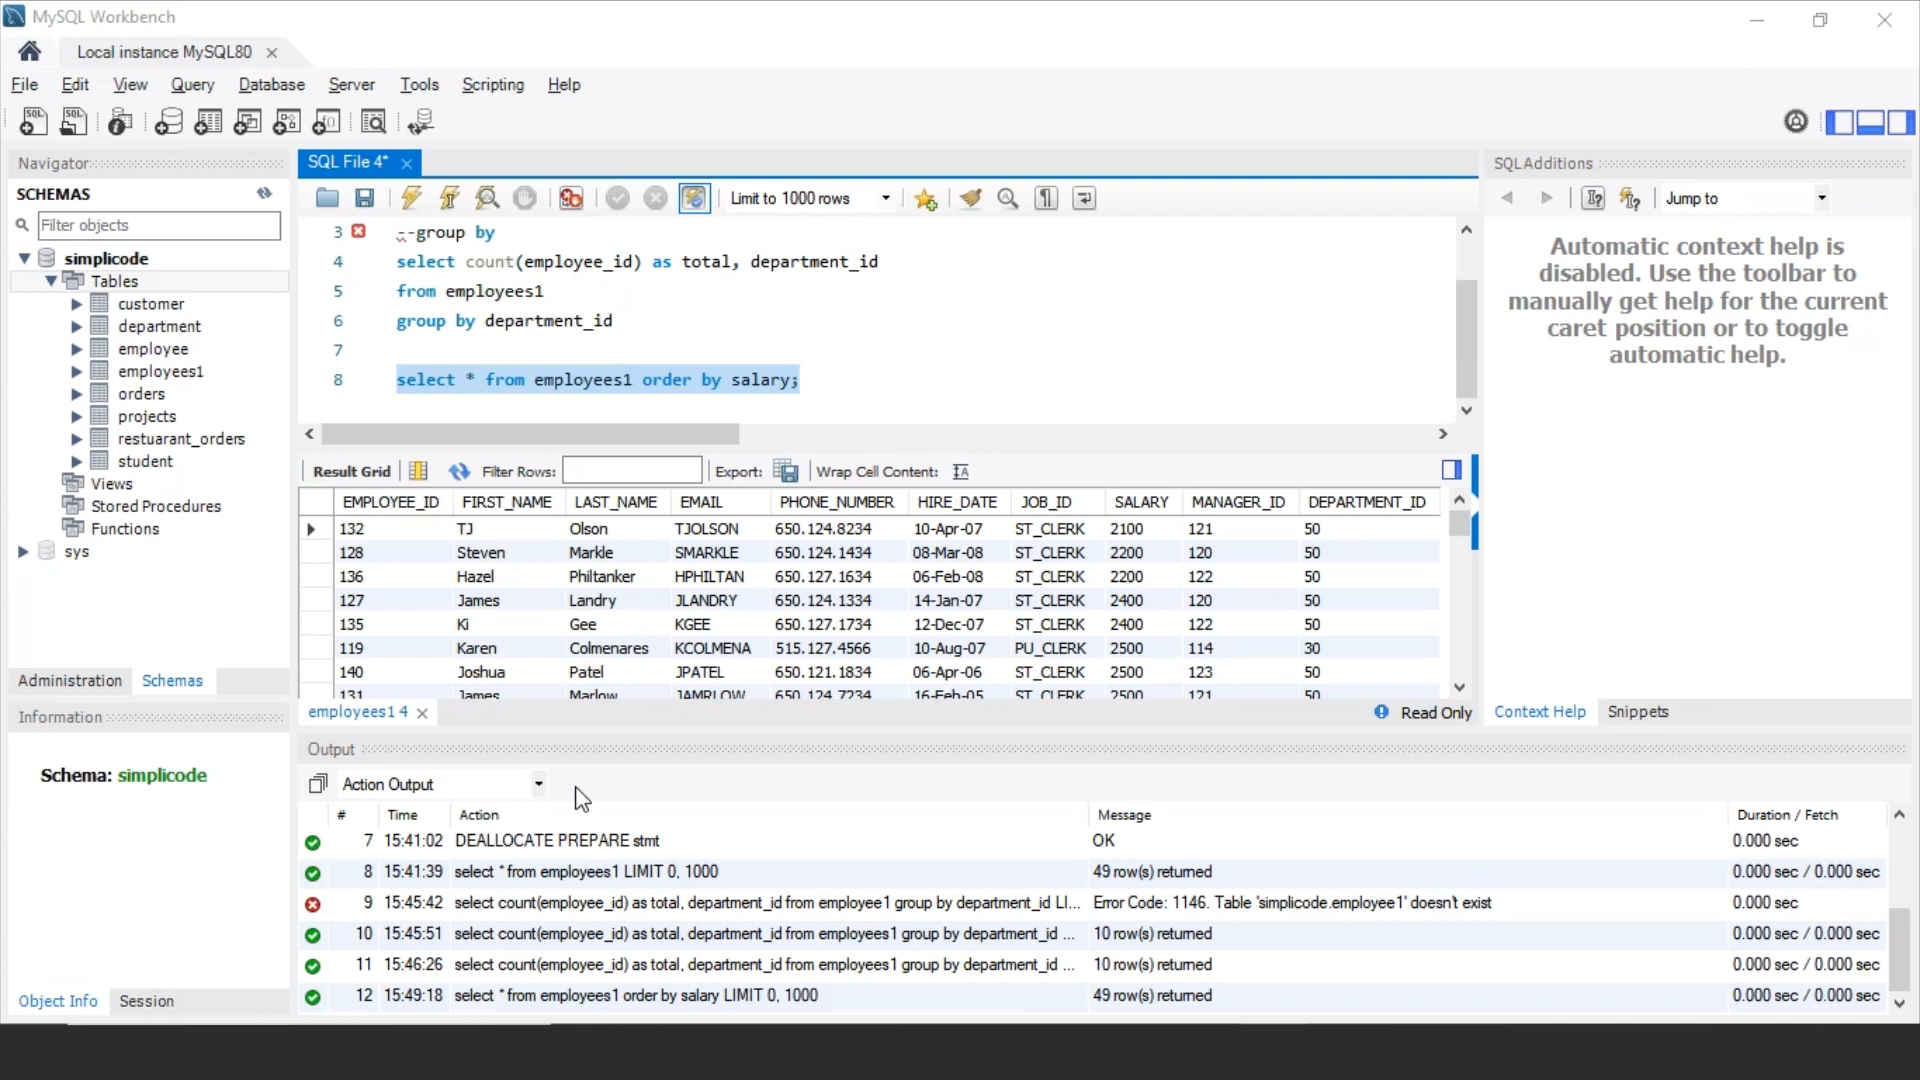 MySQL Workbench
Local instance MySQL80
File Edit View Query Database Server Tools Scripting Help
Navigator
SCHEMAS
Filter objects
simplicode
Tables
customer
department
employee
employees1
orders
projects
restuarant_orders
student
Views
Stored Procedures
Functions
sys
Administration Schemas
Information
Schema: simplicode
Object Info Session
SQL File 4*
Limit to 1000 rows
3 --group by
4 select count(employee_id) as total, department_id
5 from employees1
6 group by department_id
7
8 select * from employees1 order by salary;
Result Grid Filter Rows: Export: Wrap Cell Content:
EMPLOYEE_ID FIRST_NAME LAST_NAME EMAIL PHONE_NUMBER HIRE_DATE JOB_ID SALARY MANAGER_ID DEPARTMENT_ID
132 TJ Olson TJOLSON 650.124.8234 10-Apr-07 ST_CLERK 2100 121 50
128 Steven Markle SMARKLE 650.124.1434 08-Mar-08 ST_CLERK 2200 120 50
136 Hazel Philtanker HPHILTAN 650.127.1634 06-Feb-08 ST_CLERK 2200 122 50
127 James Landry JLANDRY 650.124.1334 14-Jan-07 ST_CLERK 2400 120 50
135 Ki Gee KGEE 650.127.1734 12-Dec-07 ST_CLERK 2400 122 50
119 Karen Colmenares KCOLMENA 515.127.4566 10-Aug-07 PU_CLERK 2500 114 30
140 Joshua Patel JPATEL 650.121.1834 06-Apr-06 ST_CLERK 2500 123 50
131 James Marlow JAMRLOW 650.124.7234 16-Feb-05 ST_CLERK 2500 121 50
employees1 4
Read Only
SQLAdditions
Jump to
Automatic context help is
disabled. Use the toolbar to
manually get help for the current
caret position or to toggle
automatic help.
Context Help Snippets
Output
Action Output
# Time Action Message Duration / Fetch
7 15:41:02 DEALLOCATE PREPARE stmt OK 0.000 sec
8 15:41:39 select * from employees1 LIMIT 0, 1000 49 row(s) returned 0.000 sec / 0.000 sec
9 15:45:42 select count(employee_id) as total, department_id from employee1 group by department_id LI... Error Code: 1146. Table 'simplicode.employee1' doesn't exist 0.000 sec
10 15:45:51 select count(employee_id) as total, department_id from employees1 group by department_id ... 10 row(s) returned 0.000 sec / 0.000 sec
11 15:46:26 select count(employee_id) as total, department_id from employees1 group by department_id ... 10 row(s) returned 0.000 sec / 0.000 sec
12 15:49:18 select * from employees1 order by salary LIMIT 0, 1000 49 row(s) returned 0.000 sec / 0.000 sec